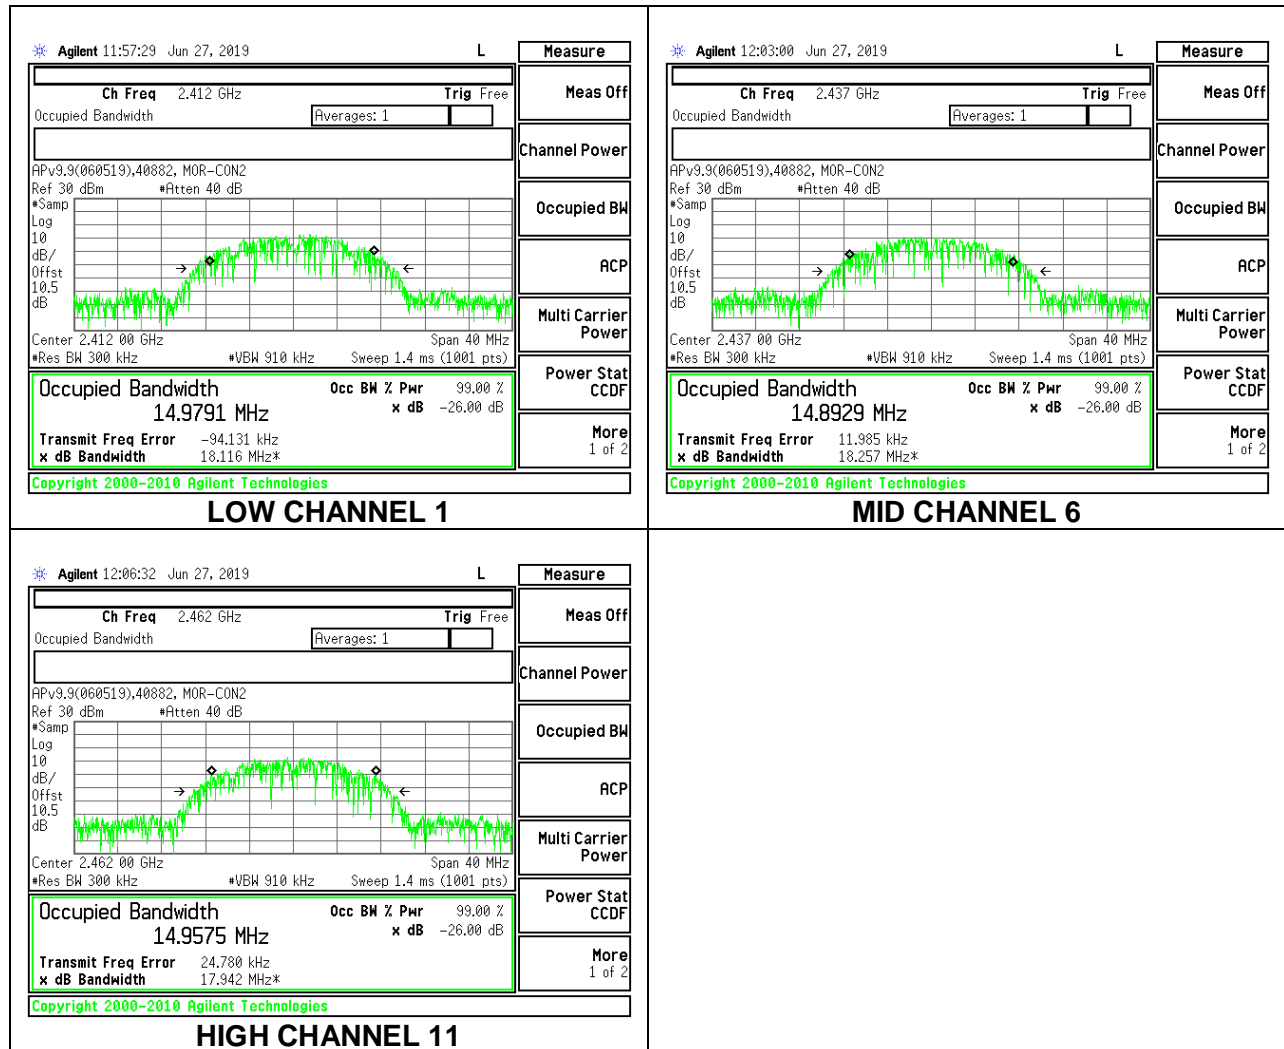 Agilent 11:57:29 Jun 27, 2019 L Measure
Ch Freq 2.412 GHz Trig Free
Meas Off
Occupied Bandwidth Averages: 1
Channel Power
APv9.9(060519),40882, MOR-CON2
Ref 30 dBm #Atten 40 dB
#Samp
Log
10
dB/
Offst
10.5
dB
Occupied BW
ACP
Multi Carrier
Power
Center 2.412 00 GHz Span 40 MHz
#Res BW 300 kHz #VBW 910 kHz Sweep 1.4 ms (1001 pts)
Power Stat
CCDF
Occupied Bandwidth Occ BW % Pwr 99.00 %
14.9791 MHz x dB -26.00 dB
Transmit Freq Error -94.131 kHz
x dB Bandwidth 18.116 MHz*
More
1 of 2
Copyright 2000-2010 Agilent Technologies
LOW CHANNEL 1
Agilent 12:03:00 Jun 27, 2019 L Measure
Ch Freq 2.437 GHz Trig Free
Meas Off
Occupied Bandwidth Averages: 1
Channel Power
APv9.9(060519),40882, MOR-CON2
Ref 30 dBm #Atten 40 dB
#Samp
Log
10
dB/
Offst
10.5
dB
Occupied BW
ACP
Multi Carrier
Power
Center 2.437 00 GHz Span 40 MHz
#Res BW 300 kHz #VBW 910 kHz Sweep 1.4 ms (1001 pts)
Power Stat
CCDF
Occupied Bandwidth Occ BW % Pwr 99.00 %
14.8929 MHz x dB -26.00 dB
Transmit Freq Error 11.985 kHz
x dB Bandwidth 18.257 MHz*
More
1 of 2
Copyright 2000-2010 Agilent Technologies
MID CHANNEL 6
Agilent 12:06:32 Jun 27, 2019 L Measure
Ch Freq 2.462 GHz Trig Free
Meas Off
Occupied Bandwidth Averages: 1
Channel Power
APv9.9(060519),40882, MOR-CON2
Ref 30 dBm #Atten 40 dB
#Samp
Log
10
dB/
Offst
10.5
dB
Occupied BW
ACP
Multi Carrier
Power
Center 2.462 00 GHz Span 40 MHz
#Res BW 300 kHz #VBW 910 kHz Sweep 1.4 ms (1001 pts)
Power Stat
CCDF
Occupied Bandwidth Occ BW % Pwr 99.00 %
14.9575 MHz x dB -26.00 dB
Transmit Freq Error 24.780 kHz
x dB Bandwidth 17.942 MHz*
More
1 of 2
Copyright 2000-2010 Agilent Technologies
HIGH CHANNEL 11